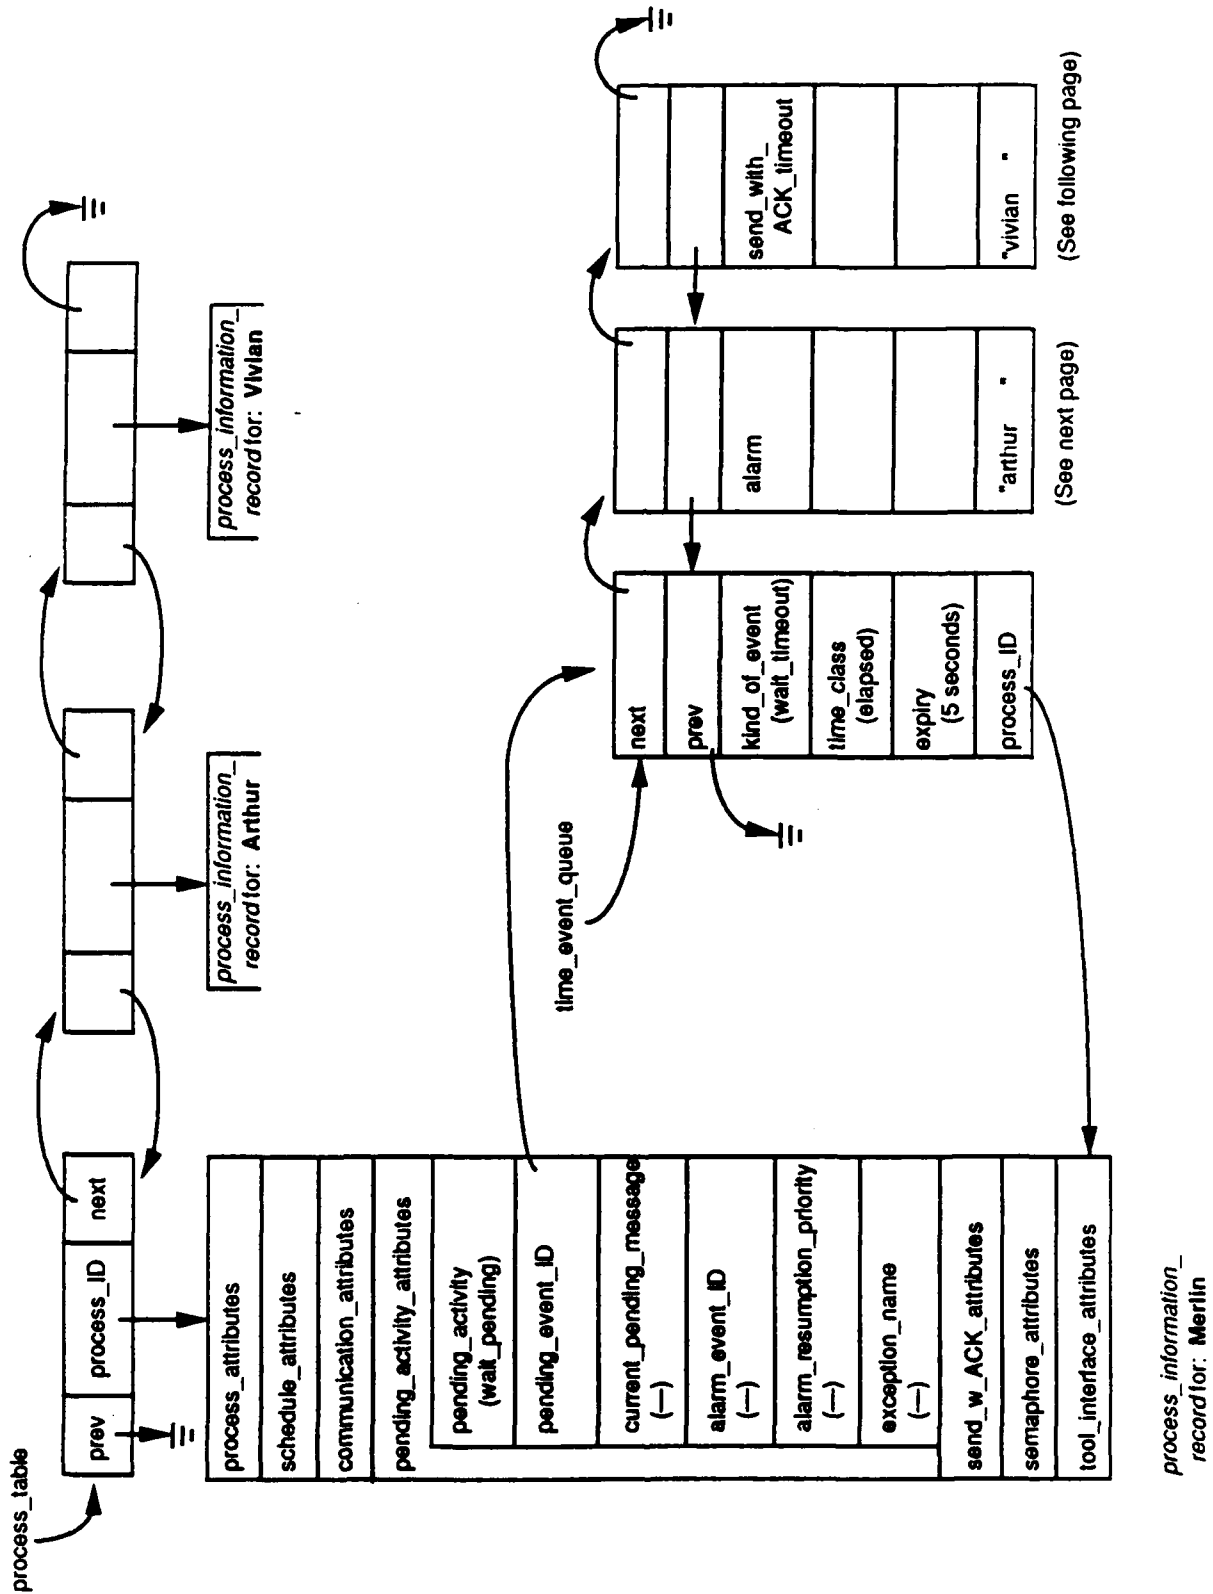 process_table
prev
process_ID
next
process_information_
record for: Arthur
process_information_
record for: Vivian
process_attributes
schedule_attributes
communication_attributes
pending_activity_attributes
pending_activity
(wait_pending)
pending_event_ID
current_pending_message
(—)
alarm_event_ID
(—)
alarm_resumption_priority
(—)
exception_name
(—)
send_w_ACK_attributes
semaphore_attributes
tool_interface_attributes
process_information_
record for: Merlin
time_event_queue
next
prev
kind_of_event
(wait_timeout)
time_class
(elapsed)
expiry
(5 seconds)
process_ID
alarm
"arthur "
(See next page)
send_with_
ACK_timeout
"vivian "
(See following page)